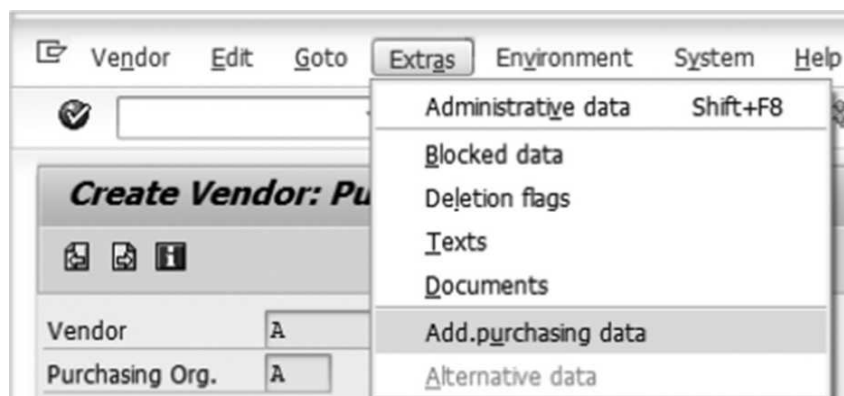 Vendor Edit Goto Extras Environment System Help
Administrative data Shift+F8
Create Vendor: Pu
Blocked data
Deletion flags
Texts
Documents
Vendor A
Add.purchasing data
Purchasing Org. A
Alternative data